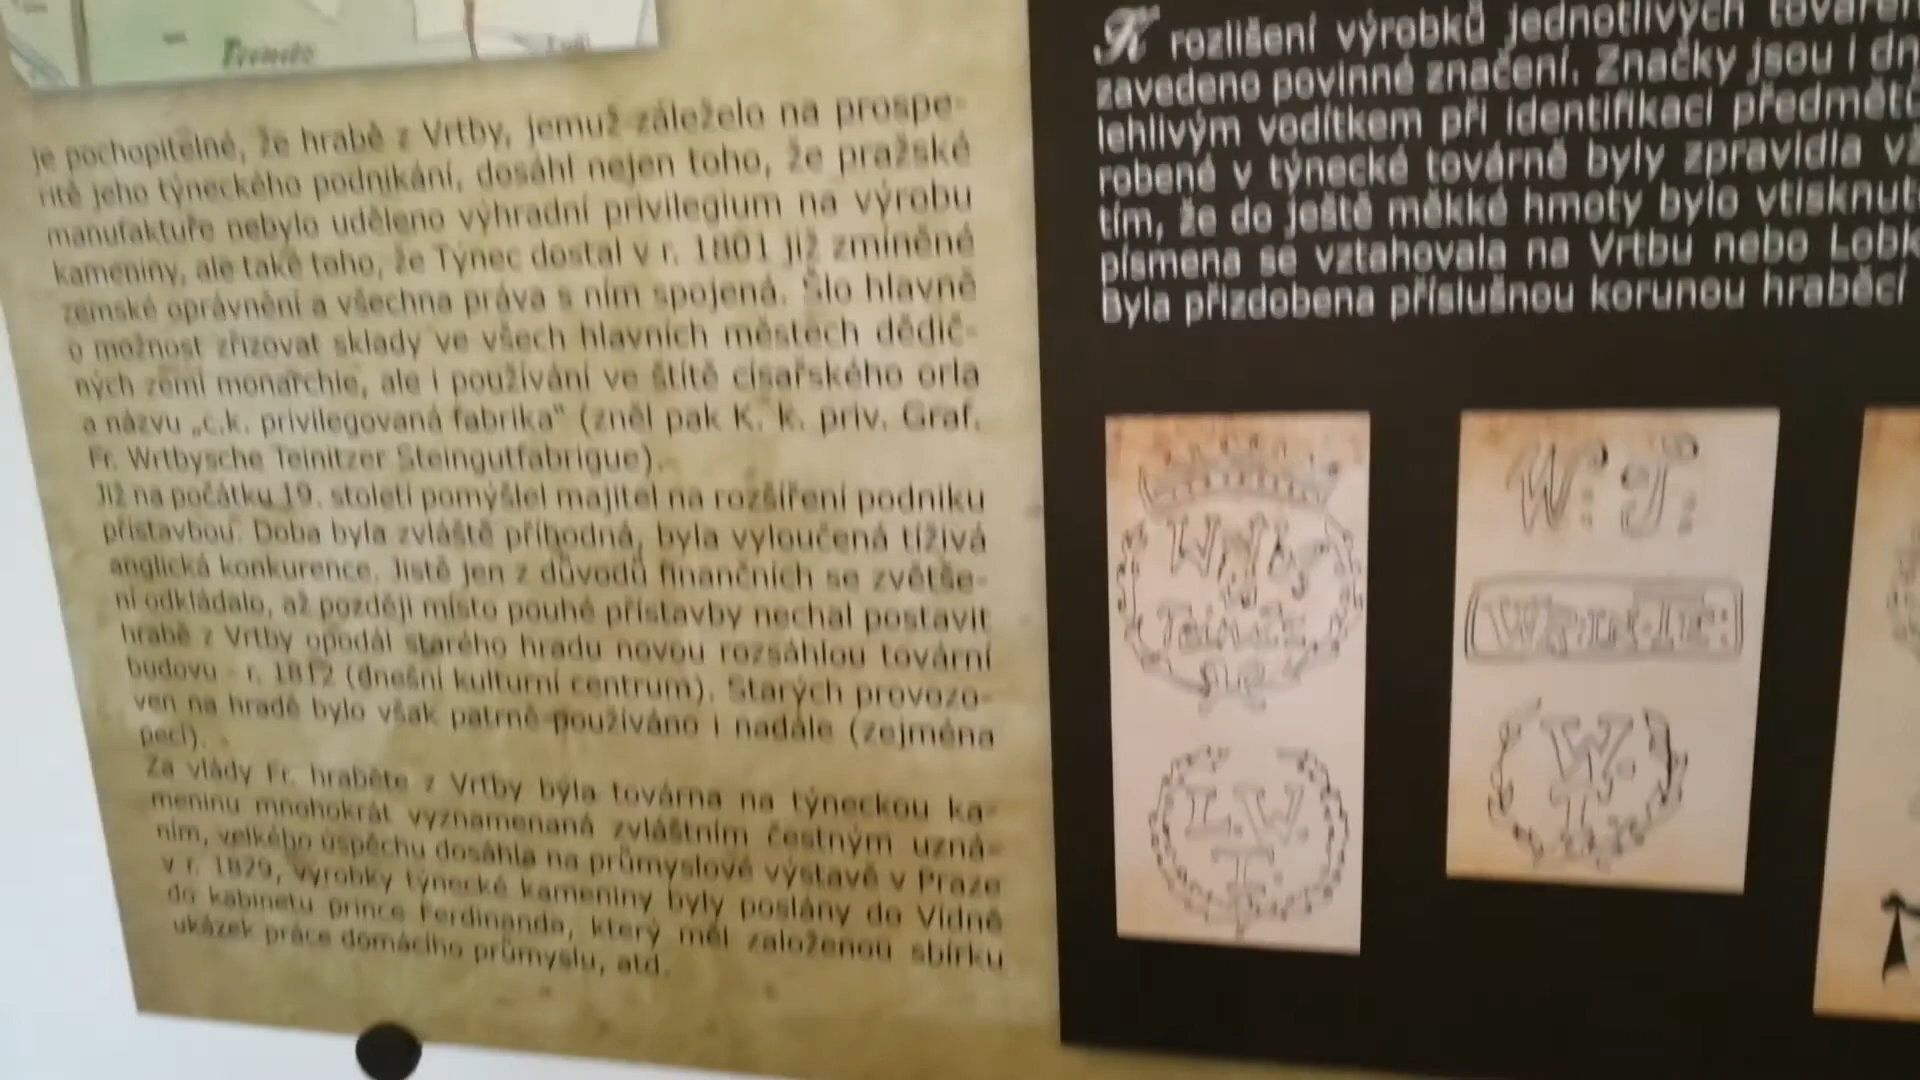 je pochopitelné, že hrabě z Vrtby, jemuž záleželo na prospe-
ritě jeho týneckého podnikání, dosáhl nejen toho, že pražské
manufaktuře nebylo uděleno výhradní privilegium na výrobu
kameniny, ale také toho, že Týnec dostal v r. 1801 již zmíněné
zemské oprávnění a všechna práva s ním spojená. Šlo hlavně
o možnost zřizovat sklady ve všech hlavních městech dědič-
ných zemí monarchie, ale i používání ve štítě císařského orla
a názvu „c.k. privilegovaná fabrika“ (zněl pak K. k. priv. Graf.
Fr. Wrtbysche Teinitzer Steingutfabrigue).
Již na počátku 19. století pomýšlel majitel na rozšíření podniku
přístavbou. Doba byla zvláště příhodná, byla vyloučená tíživá
anglická konkurence. Jistě jen z důvodů finančních se zvětše-
ní odkládalo, až později místo pouhé přístavby nechal postavit
hrabě z Vrtby opodál starého hradu novou rozsáhlou tovární
budovu - r. 1812 (dnešní kulturní centrum). Starých provozo-
ven na hradě bylo však patrně používáno i nadále (zejména
pecí).
Za vlády Fr. hraběte z Vrtby byla továrna na týneckou ka-
meninu mnohokrát vyznamenaná zvláštním čestným uzná-
ním, velkého úspěchu dosáhla na průmyslové výstavě v Praze
v r. 1829, výrobky týnecké kameniny byly poslány do Vídně
do kabinetu prince Ferdinanda, který měl založenou sbírku
ukázek práce domácího průmyslu, atd.
K rozlišení výrobků jednotlivých továren
zavedeno povinné značení. Značky jsou i dn
lehlivým vodítkem při identifikaci předmětů
robené v týnecké továrně byly zpravidla
tím, že do ještě měkké hmoty bylo vtisknut
písmena se vztahovala na Vrtbu nebo Lobk
Byla přizdobena příslušnou korunou hraběcí
W. T.
L.W.
T.
W.
T.